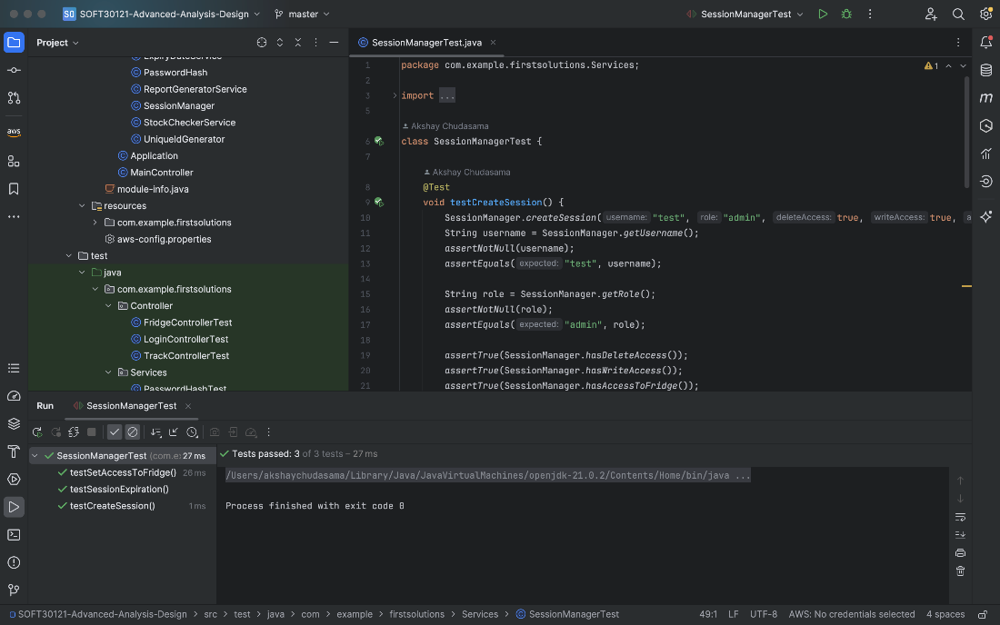 SO SOFT30121-Advanced-Analysis-Design master SessionManagerTest
Project
ExpiryDateService
PasswordHash
ReportGeneratorService
SessionManager
StockCheckerService
UniqueIdGenerator
Application
MainController
module-info.java
resources
com.example.firstsolutions
aws-config.properties
test
java
com.example.firstsolutions
Controller
FridgeControllerTest
LoginControllerTest
TrackControllerTest
Services
PasswordHashTest
aws
SessionManagerTest.java
1 package com.example.firstsolutions.Services;
1
2
3 import ...
5
Akshay Chudasama
6 class SessionManagerTest {
7
Akshay Chudasama
8 @Test
9 void testCreateSession() {
10 SessionManager.createSession( username: "test", role: "admin", deleteAccess: true, writeAccess: true, a
11 String username = SessionManager.getUsername();
12 assertNotNull(username);
13 assertEquals( expected: "test", username);
14
15 String role = SessionManager.getRole();
16 assertNotNull(role);
17 assertEquals( expected: "admin", role);
18
19 assertTrue(SessionManager.hasDeleteAccess());
20 assertTrue(SessionManager.hasWriteAccess());
21 assertTrue(SessionManager.hasAccessToFridge());
m
Run SessionManagerTest
SessionManagerTest (com.e 27 ms
testSetAccessToFridge() 26 ms
testSessionExpiration()
testCreateSession() 1 ms
Tests passed: 3 of 3 tests – 27 ms
/Users/akshaychudasama/Library/Java/JavaVirtualMachines/openjdk-21.0.2/Contents/Home/bin/java ...
Process finished with exit code 0
SOFT30121-Advanced-Analysis-Design > src > test > java > com > example > firstsolutions > Services > SessionManagerTest 49:1 LF UTF-8 AWS: No credentials selected 4 spaces